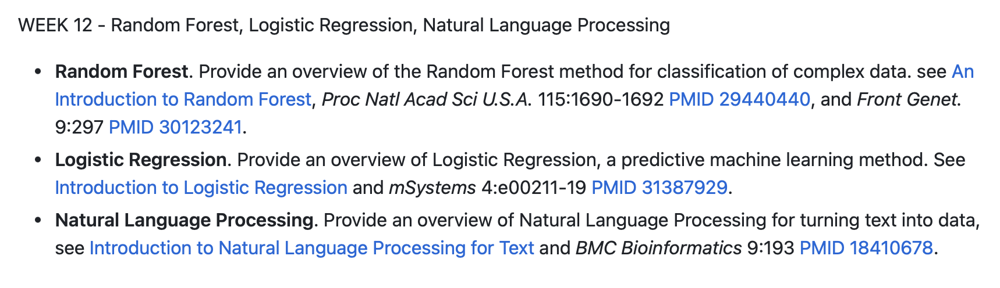 WEEK 12 - Random Forest, Logistic Regression, Natural Language Processing
• Random Forest. Provide an overview of the Random Forest method for classification of complex data. see An
Introduction to Random Forest, Proc Natl Acad Sci U.S.A. 115:1690-1692 PMID 29440440, and Front Genet.
9:297 PMID 30123241.
• Logistic Regression. Provide an overview of Logistic Regression, a predictive machine learning method. See
Introduction to Logistic Regression and mSystems 4:e00211-19 PMID 31387929.
• Natural Language Processing. Provide an overview of Natural Language Processing for turning text into data,
see Introduction to Natural Language Processing for Text and BMC Bioinformatics 9:193 PMID 18410678.